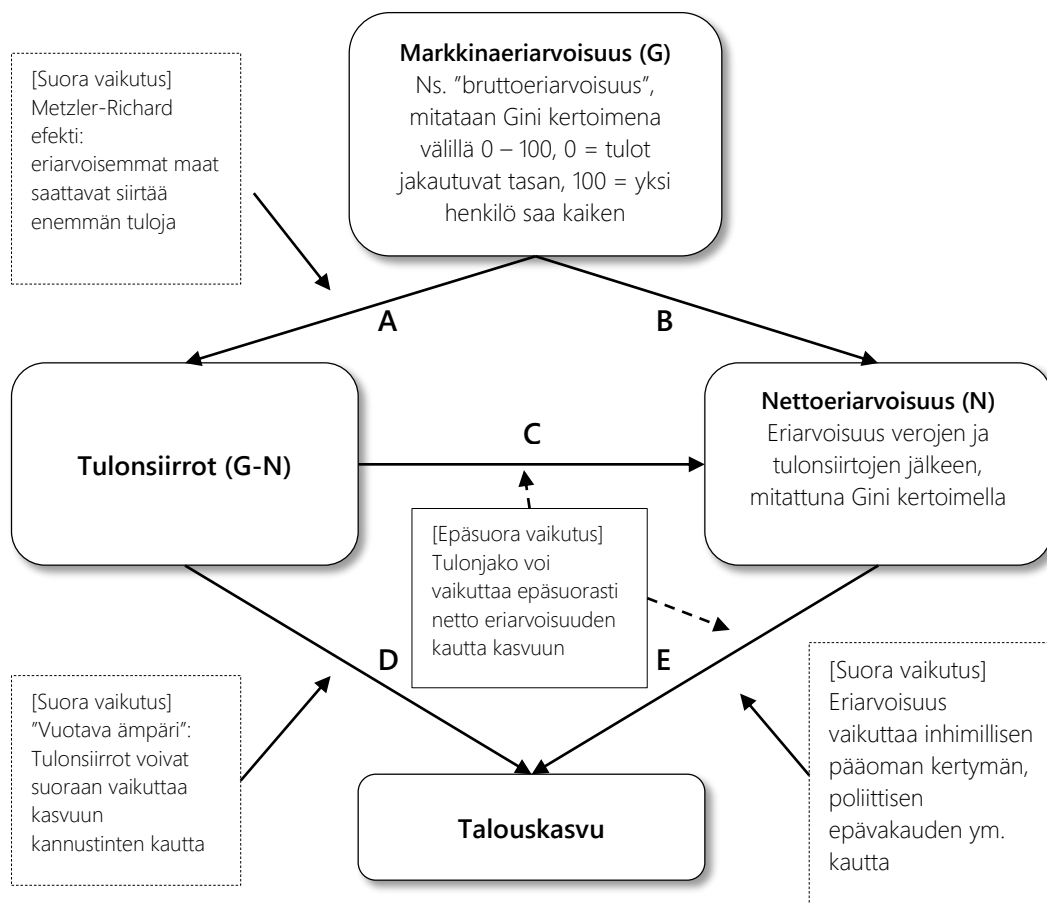 Markkinaeriarvoisuus (G)
Ns. ”bruttoeriarvoisuus”,
mitataan Gini kertoimena
välillä 0 – 100, 0 = tulot
jakautuvat tasan, 100 = yksi
henkilö saa kaiken
[Suora vaikutus]
Metzler-Richard
efekti:
eriarvoisemmat maat
saattavat siirtää
enemmän tuloja
A
B
Tulonsiirrot (G-N)
C
Nettoeriarvoisuus (N)
Eriarvoisuus verojen ja
tulonsiirtojen jälkeen,
mitattuna Gini kertoimella
[Epäsuora vaikutus]
Tulonjako voi
vaikuttaa epäsuorasti
netto eriarvoisuuden
kautta kasvuun
D
E
[Suora vaikutus]
”Vuotava ämpäri”:
Tulonsiirrot voivat
suoraan vaikuttaa
kasvuun
kannustinten kautta
[Suora vaikutus]
Eriarvoisuus
vaikuttaa inhimillisen
pääoman kertymän,
poliittisen
epävakauden ym.
kautta
Talouskasvu